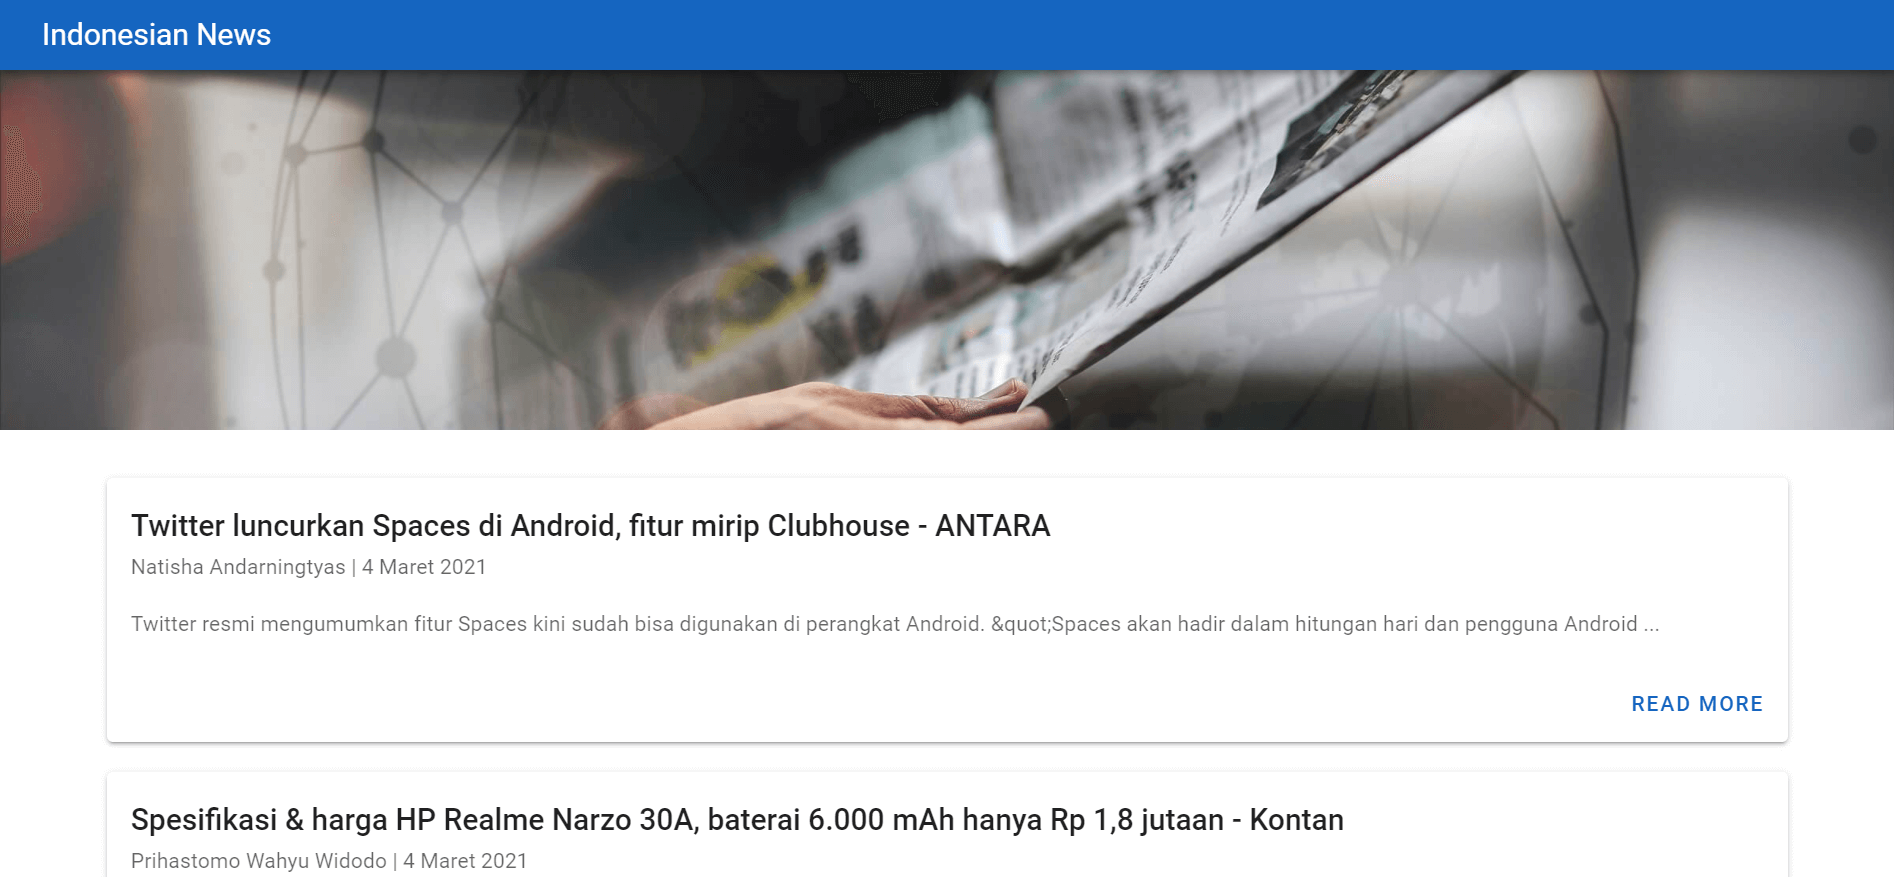 Indonesian News
Twitter luncurkan Spaces di Android, fitur mirip Clubhouse - ANTARA
Natisha Andarningtyas | 4 Maret 2021
Twitter resmi mengumumkan fitur Spaces kini sudah bisa digunakan di perangkat Android. &quot;Spaces akan hadir dalam hitungan hari dan pengguna Android ...
READ MORE
Spesifikasi & harga HP Realme Narzo 30A, baterai 6.000 mAh hanya Rp 1,8 jutaan - Kontan
Prihastomo Wahyu Widodo | 4 Maret 2021